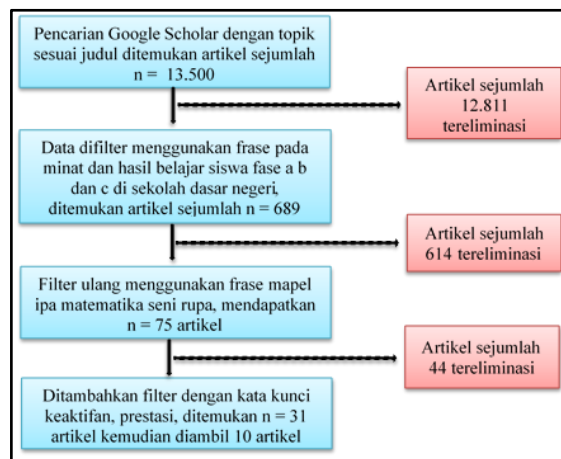 Pencarian Google Scholar dengan topik
sesuai judul ditemukan artikel sejumlah
n = 13.500
Artikel sejumlah
12.811
tereliminasi
Data difilter menggunakan frase pada
minat dan hasil belajar siswa fase a b
dan c di sekolah dasar negeri,
ditemukan artikel sejumlah n = 689
Artikel sejumlah
614 tereliminasi
Filter ulang menggunakan frase mapel
ipa matematika seni rupa, mendapatkan
n = 75 artikel
Artikel sejumlah
44 tereliminasi
Ditambahkan filter dengan kata kunci
keaktifan, prestasi, ditemukan n = 31
artikel kemudian diambil 10 artikel